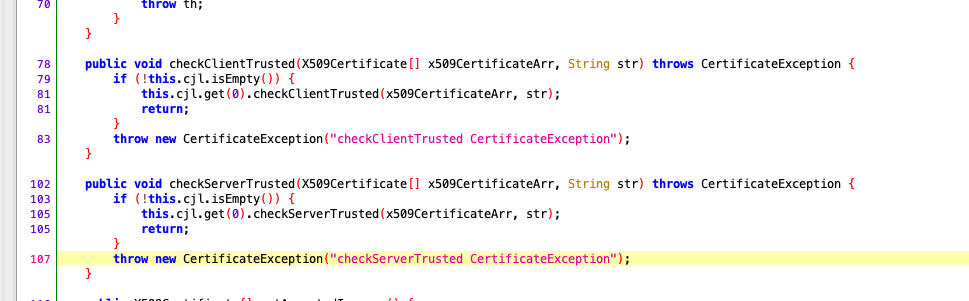 70 throw th;
}
}
78 public void checkClientTrusted(X509Certificate[] x509CertificateArr, String str) throws CertificateException {
79 if (!this.cjl.isEmpty()) {
81 this.cjl.get(0).checkClientTrusted(x509CertificateArr, str);
81 return;
}
83 throw new CertificateException("checkClientTrusted CertificateException");
}
102 public void checkServerTrusted(X509Certificate[] x509CertificateArr, String str) throws CertificateException {
103 if (!this.cjl.isEmpty()) {
105 this.cjl.get(0).checkServerTrusted(x509CertificateArr, str);
105 return;
}
107 throw new CertificateException("checkServerTrusted CertificateException");
}